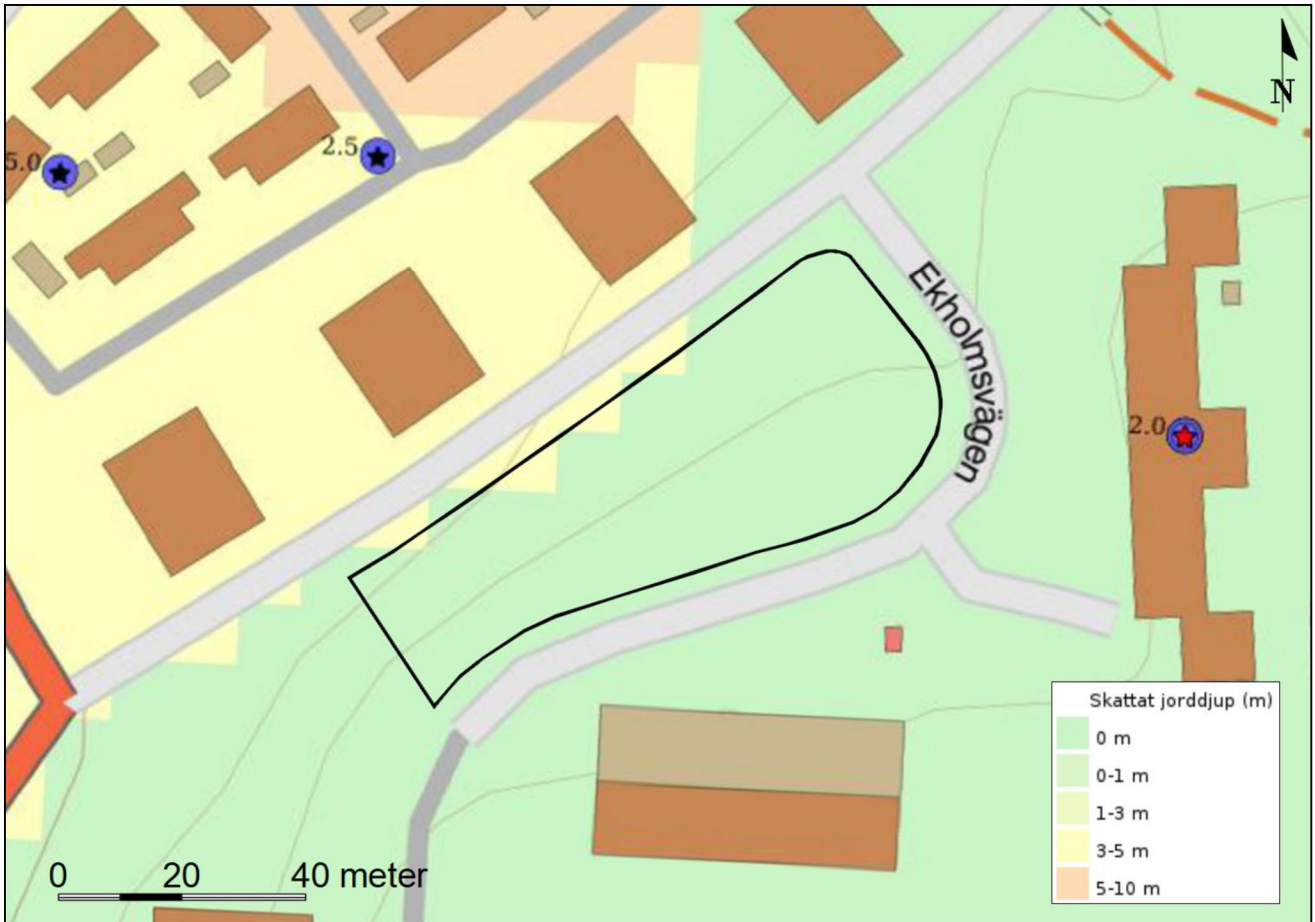 N
5.0
2.5
Ekholmsvägen
2.0
Skattat jorddjup (m)
0 m
0-1 m
1-3 m
3-5 m
5-10 m
0 20 40 meter